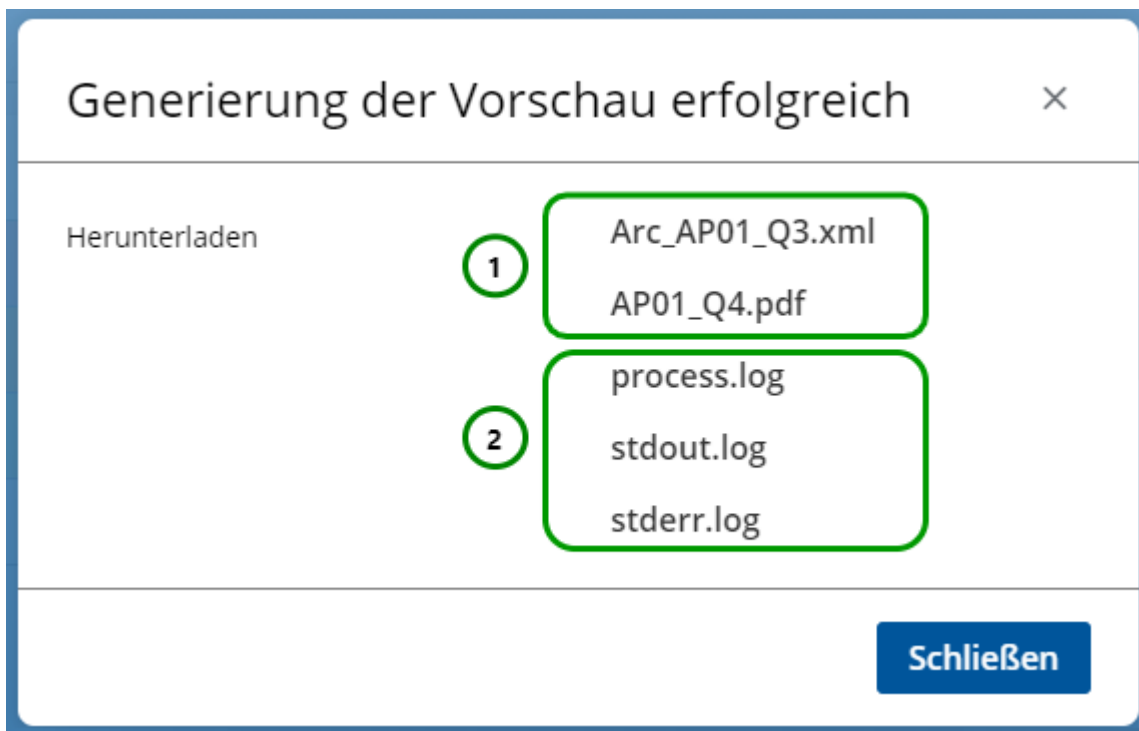 Generierung der Vorschau erfolgreich
Herunterladen
1
Arc_AP01_Q3.xml
AP01_Q4.pdf
2
process.log
stdout.log
stderr.log
Schließen